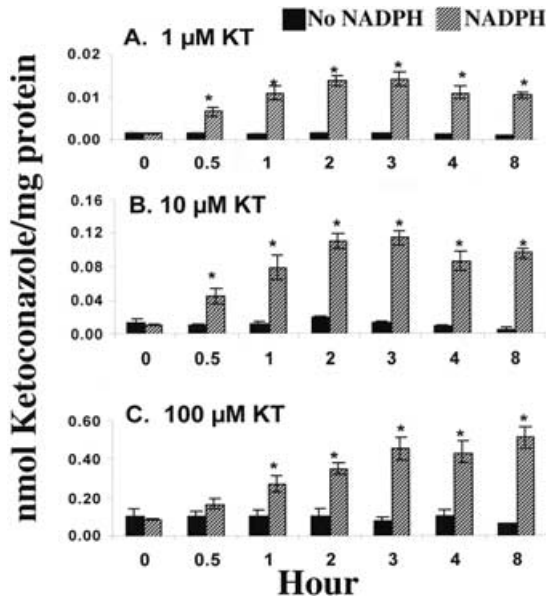 No NADPH NADPH
A. 1 µM KT
0.02
0.01
0.00
* * * * * *
0 0.5 1 2 3 4 8
B. 10 µM KT
0.16
0.12
0.08
0.04
0.00
* * * * * *
0 0.5 1 2 3 4 8
C. 100 µM KT
0.60
0.40
0.20
0.00
* * * * *
0 0.5 1 2 3 4 8
Hour
nmol Ketoconazole/mg protein